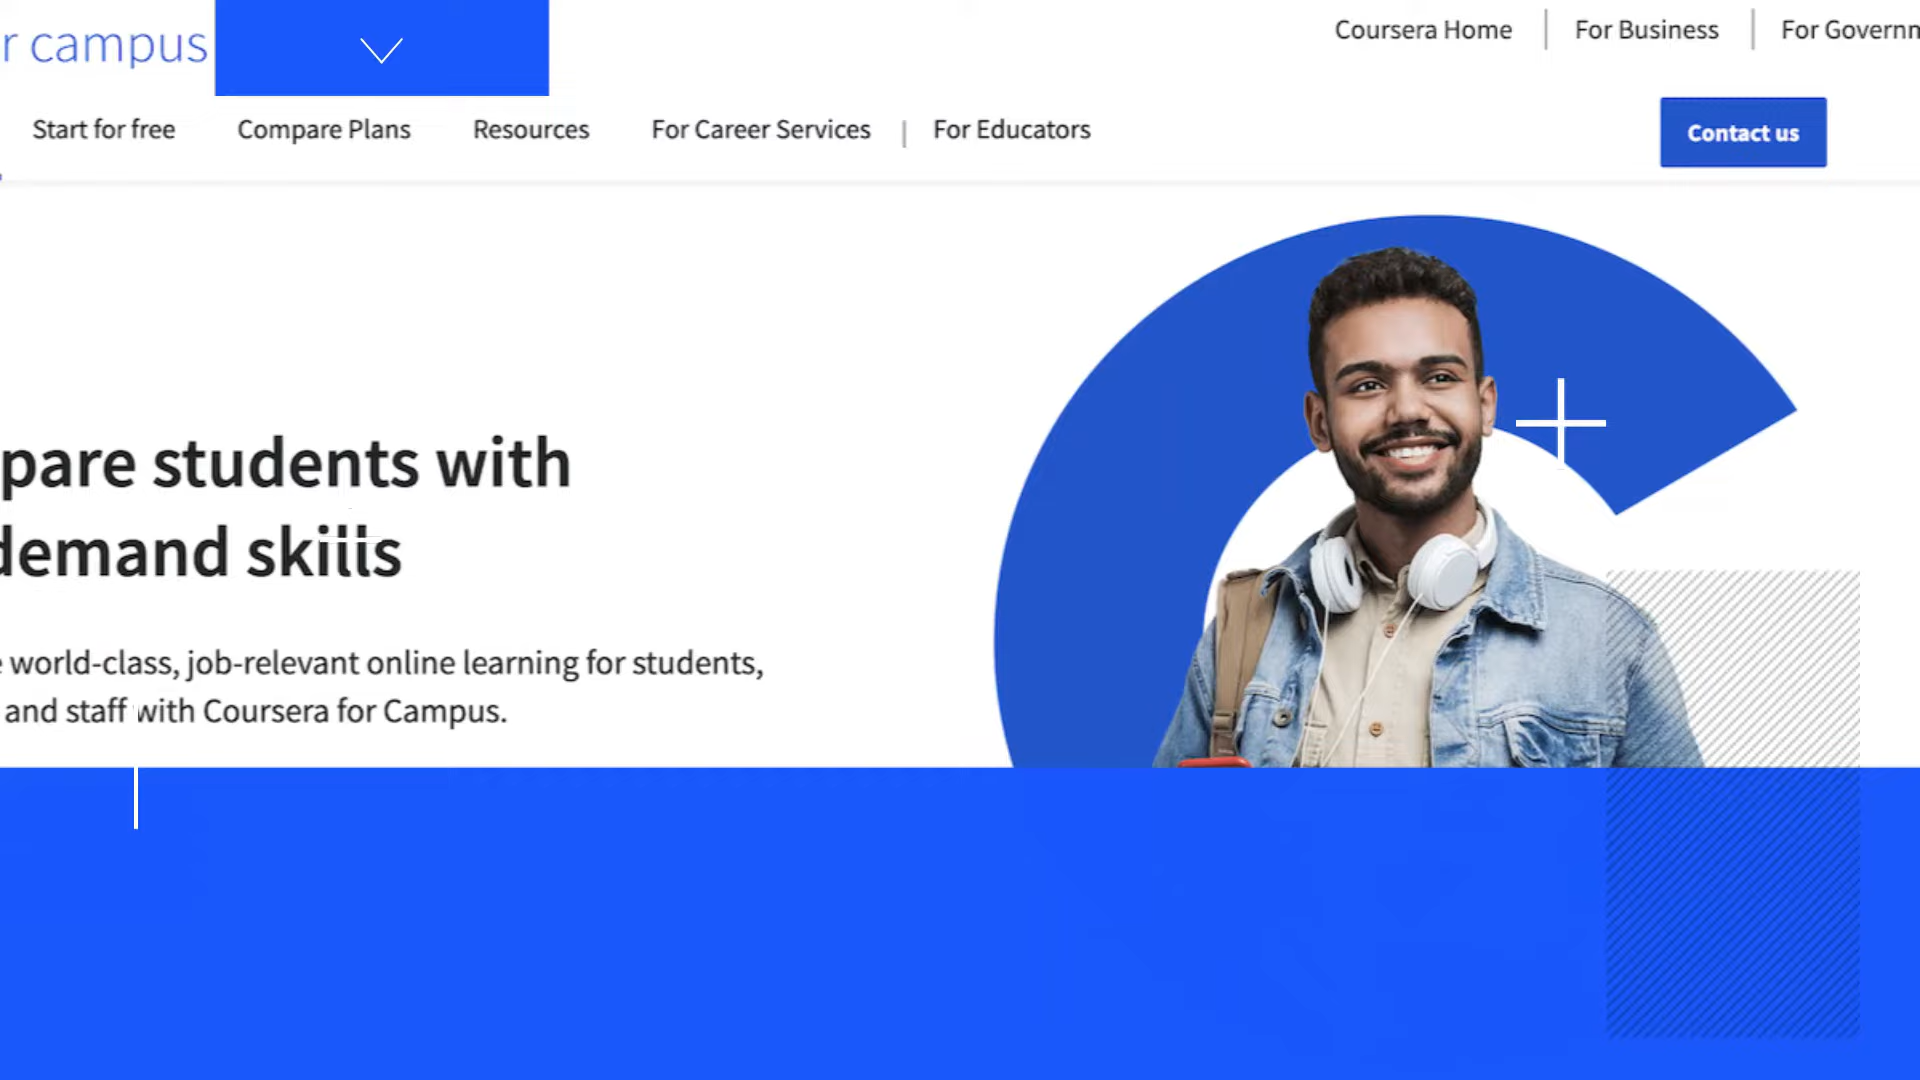 r campus
Coursera Home
For Business
For Governm
Start for free
Compare Plans
Resources
For Career Services
For Educators
Contact us
pare students with
demand skills
world-class, job-relevant online learning for students,
and staff with Coursera for Campus.